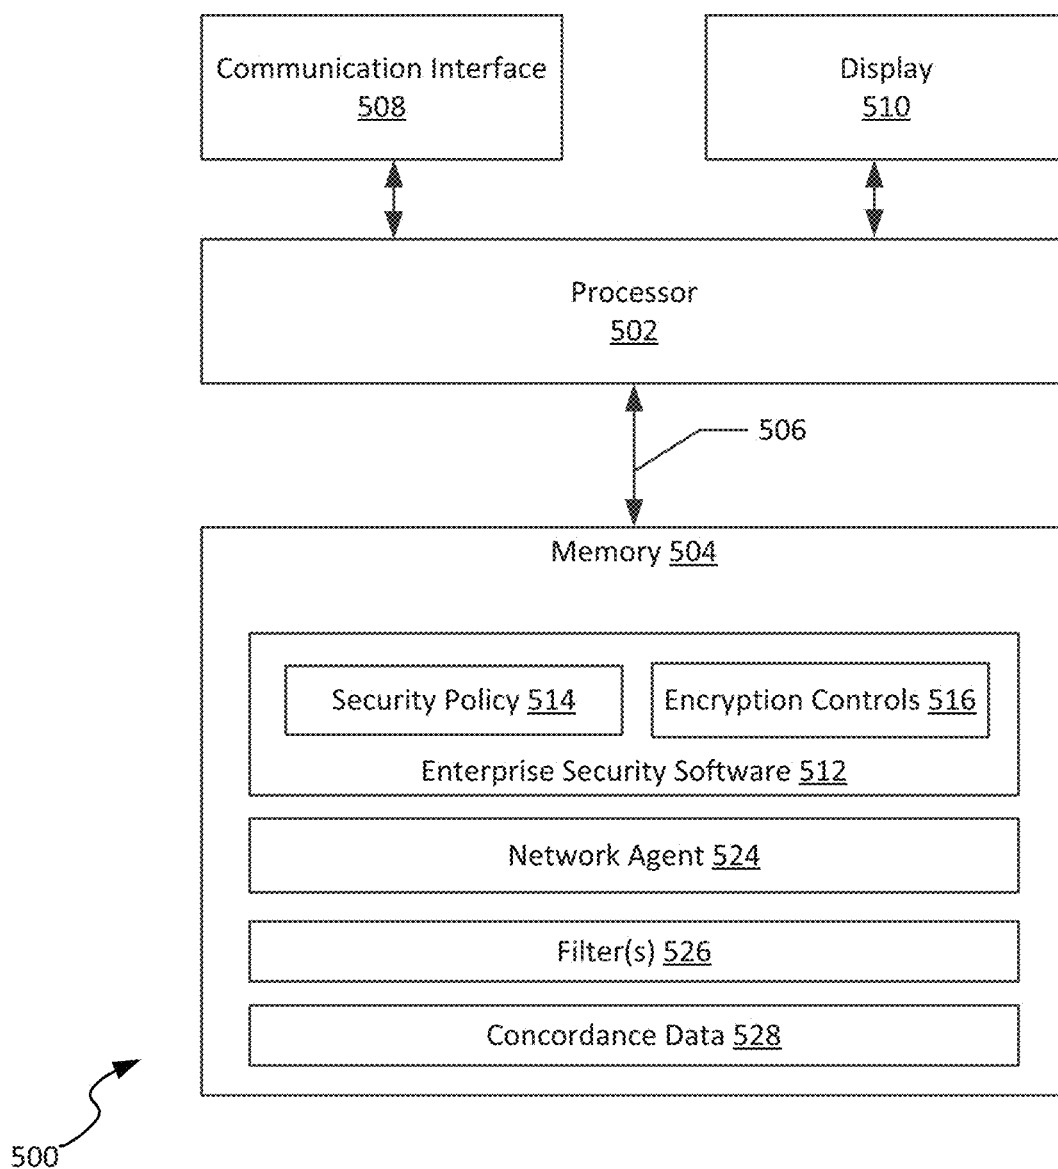 Communication Interface
508
Display
510
Processor
502
506
Memory 504
Security Policy 514
Encryption Controls 516
Enterprise Security Software 512
Network Agent 524
Filter(s) 526
Concordance Data 528
500